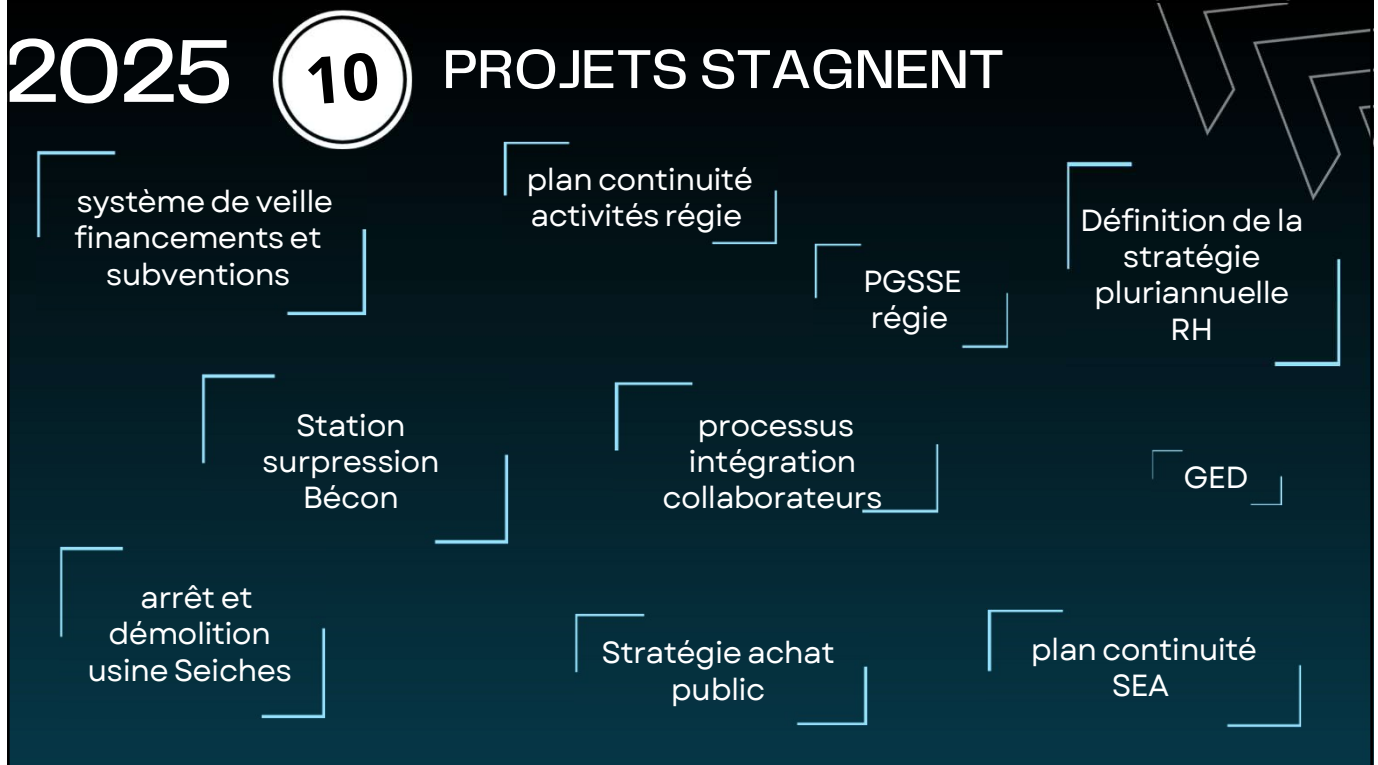 2025 10 PROJETS STAGNENT
système de veille
financements et
subventions
plan continuité
activités régie
PGSSE
régie
Définition de la
stratégie
pluriannuelle
RH
Station
surpression
Bécon
processus
intégration
collaborateurs
GED
arrêt et
démolition
usine Seiches
Stratégie achat
public
plan continuité
SEA